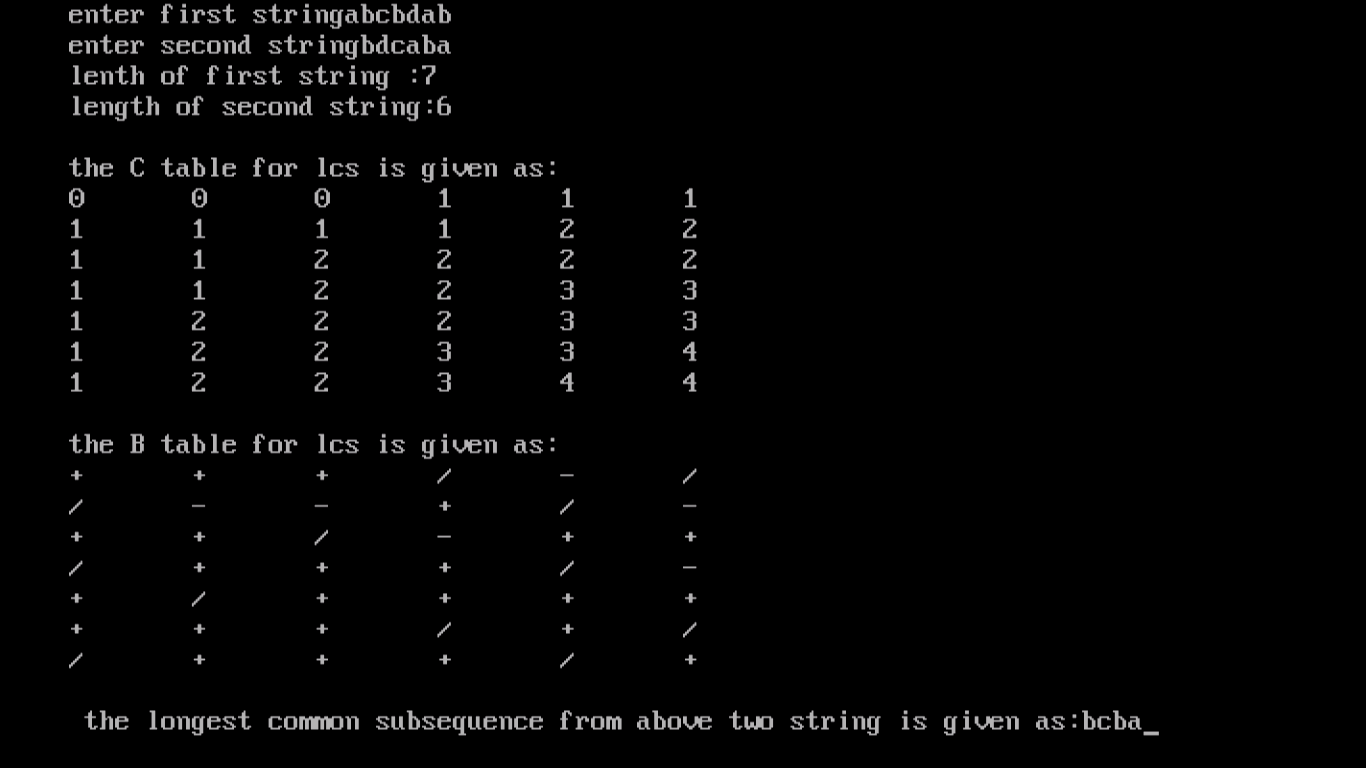 enter first stringabcbdab
enter second stringbdcaba
lenth of first string :7
length of second string:6
the C table for lcs is given as:
0 0 0 1 1 1
1 1 1 1 2 2
1 1 2 2 2 2
1 1 2 2 3 3
1 2 2 2 3 3
1 2 2 3 3 4
1 2 2 3 4 4
the B table for lcs is given as:
+ + + / - /
/ - - + / -
+ + / - + +
/ + + + / -
+ / + + + +
+ + + / + /
/ + + + / +
the longest common subsequence from above two string is given as:bcba_